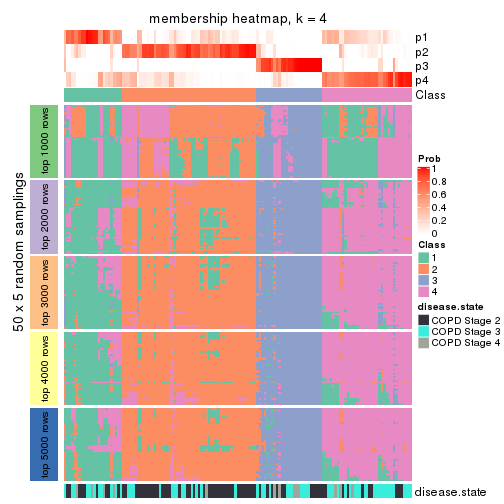 membership heatmap, k = 4
p1
p2
p3
p4
Class
50 x 5 random samplings
top 1000 rows
top 2000 rows
top 3000 rows
top 4000 rows
top 5000 rows
Prob
1
0.8
0.6
0.4
0.2
0
Class
1
2
3
4
disease.state
COPD Stage 2
COPD Stage 3
COPD Stage 4
disease.state